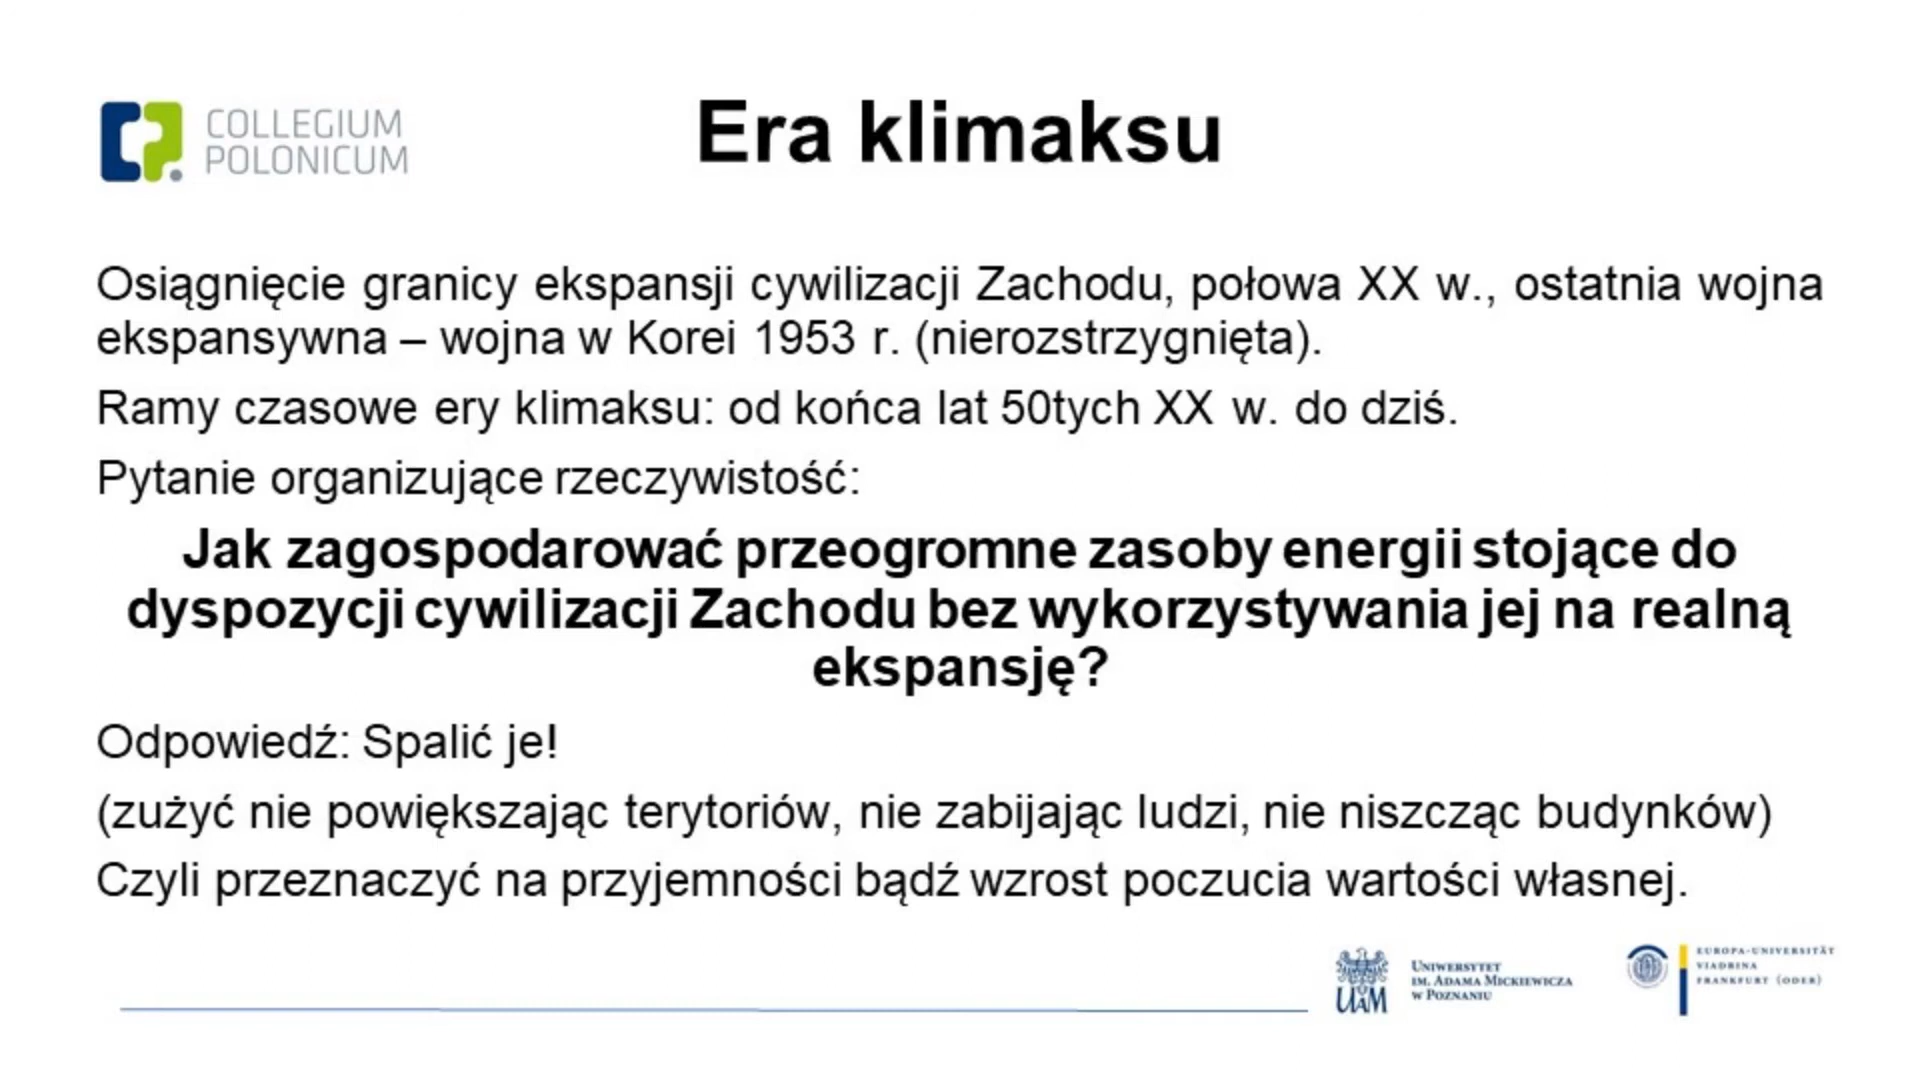 COLLEGIUM
POLONICUM
Era klimaksu
Osiągnięcie granicy ekspansji cywilizacji Zachodu, połowa XX w., ostatnia wojna
ekspansywna – wojna w Korei 1953 r. (nierozstrzygnięta).
Ramy czasowe ery klimaksu: od końca lat 50tych XX w. do dziś.
Pytanie organizujące rzeczywistość:
Jak zagospodarować przeogromne zasoby energii stojące do
dyspozycji cywilizacji Zachodu bez wykorzystywania jej na realną
ekspansję?
Odpowiedź: Spalić je!
(zużyć nie powiększając terytoriów, nie zabijając ludzi, nie niszcząc budynków)
Czyli przeznaczyć na przyjemności bądź wzrost poczucia wartości własnej.
UAM
UNIWERSYTET
IM. ADAMA MICKIEWICZA
W POZNANIU
EUROPA-UNIVERSITÄT
VIADRINA
FRANKFURT (ODER)